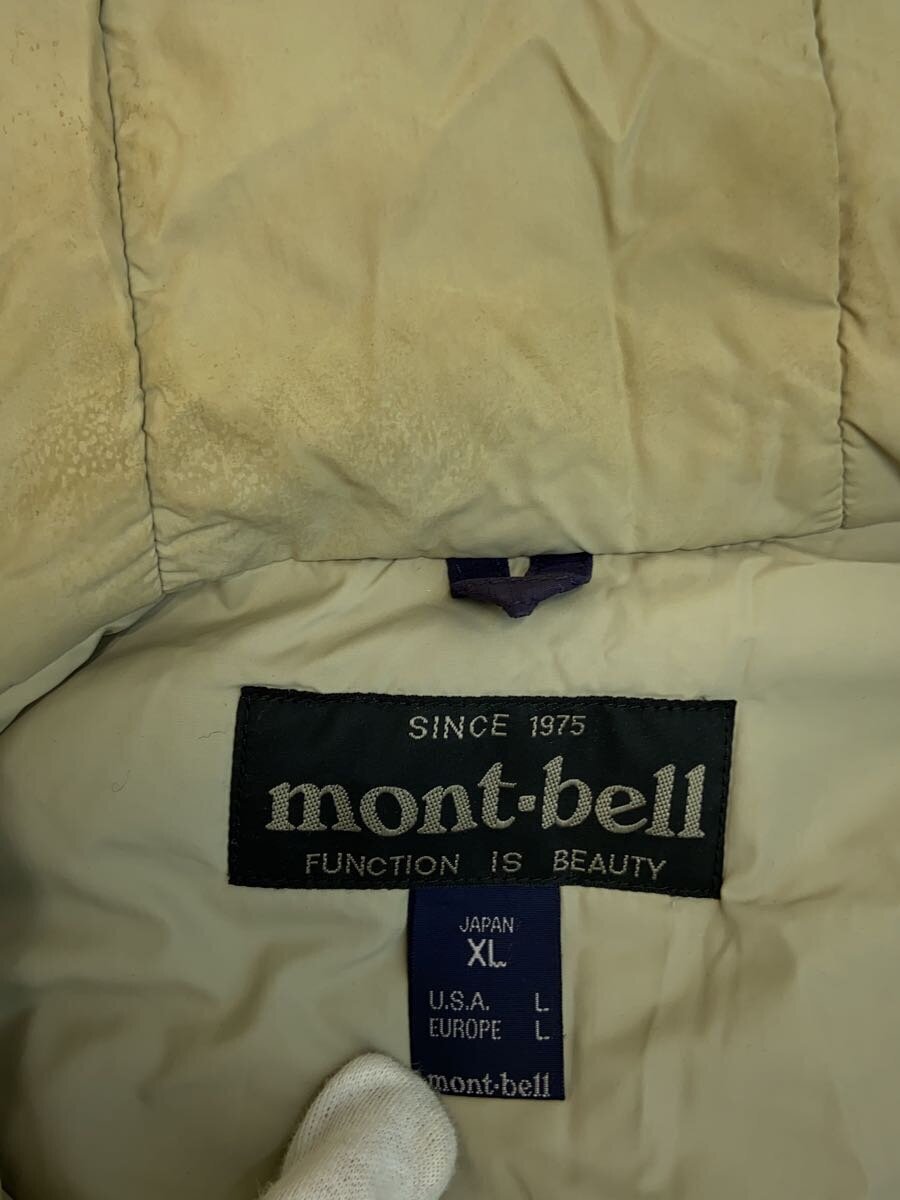 SINCE 1975
mont-bell
FUNCTION IS BEAUTY
JAPAN
XL
U.S.A. L
EUROPE L
mont-bell